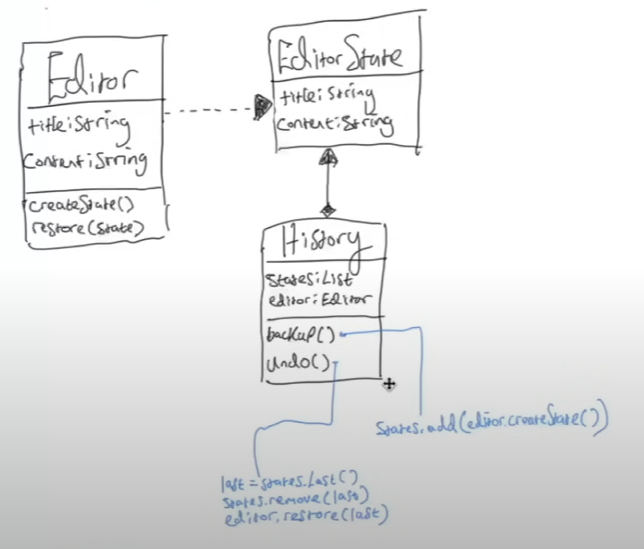 Editor
title:String
Content:String
createState()
restore(state)
EditorState
title:String
Content:String
History
states:List
editor:Editor
backup()
undo()
states.add(editor.createState())
last = states.Last()
states.remove(last)
editor.restore(last)